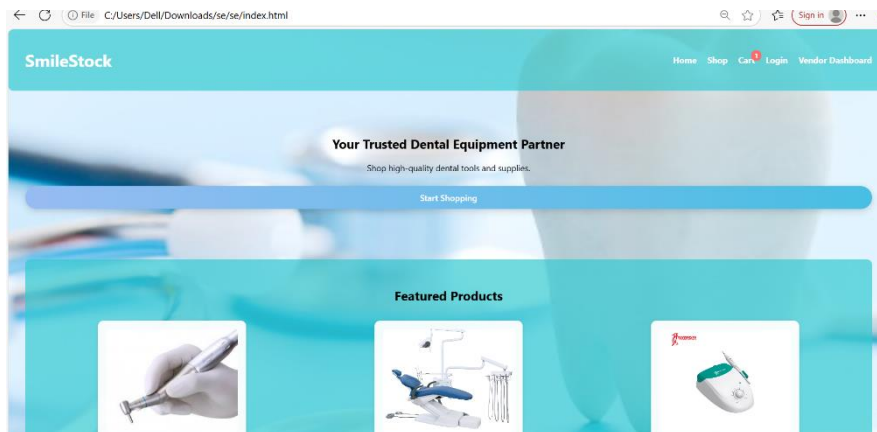 File C:/Users/Dell/Downloads/se/se/index.html Sign in
SmileStock
Home Shop Cart 1 Login Vendor Dashboard
Your Trusted Dental Equipment Partner
Shop high-quality dental tools and supplies.
Start Shopping
Featured Products